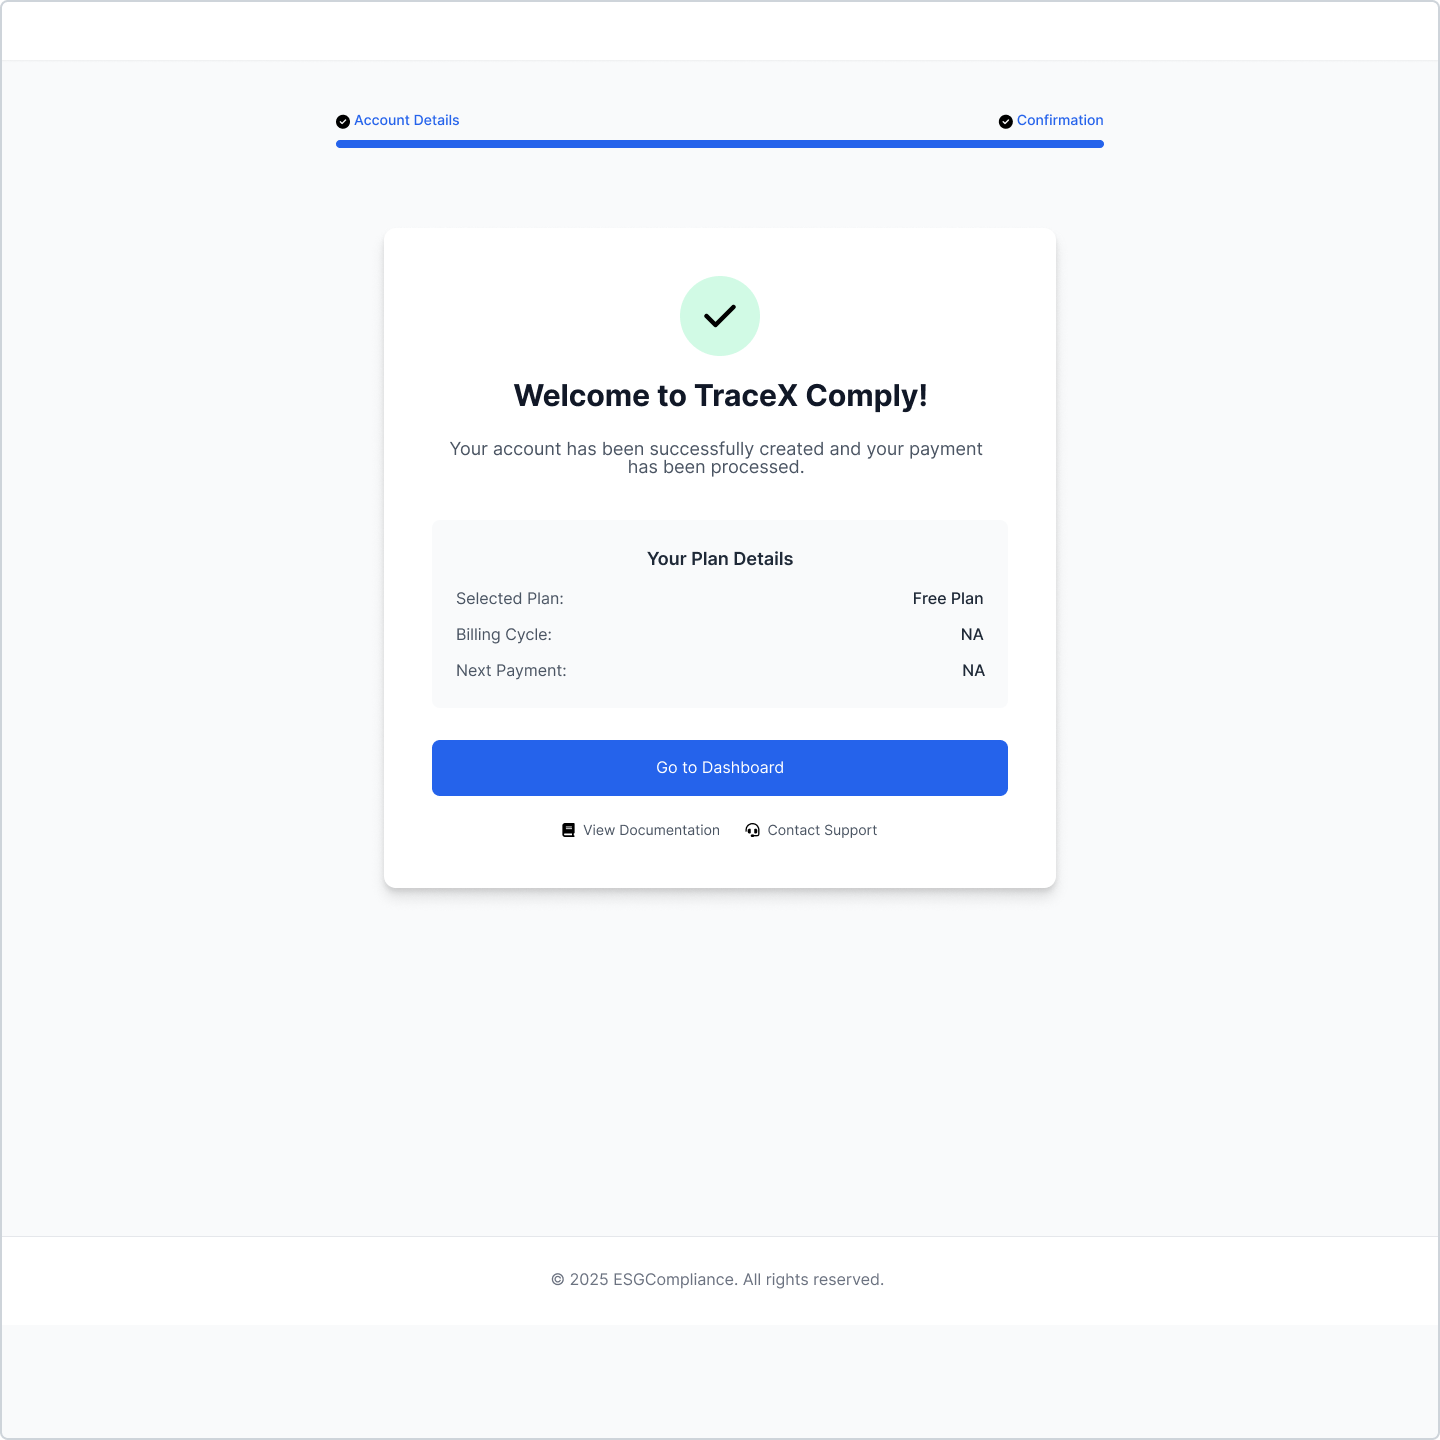 Account Details
Confirmation
Welcome to TraceX Comply!
Your account has been successfully created and your payment
has been processed.
Your Plan Details
Selected Plan:
Free Plan
Billing Cycle:
NA
Next Payment:
NA
Go to Dashboard
View Documentation
Contact Support
© 2025 ESGCompliance. All rights reserved.